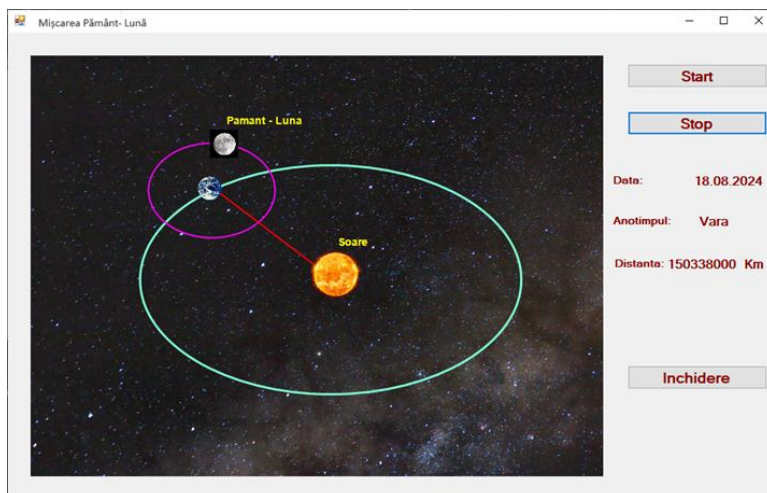 Mișcarea Pământ- Lună
Pamant - Luna
Soare
Start
Stop
Data: 18.08.2024
Anotimpul: Vara
Distanta: 150338000 Km
Inchidere